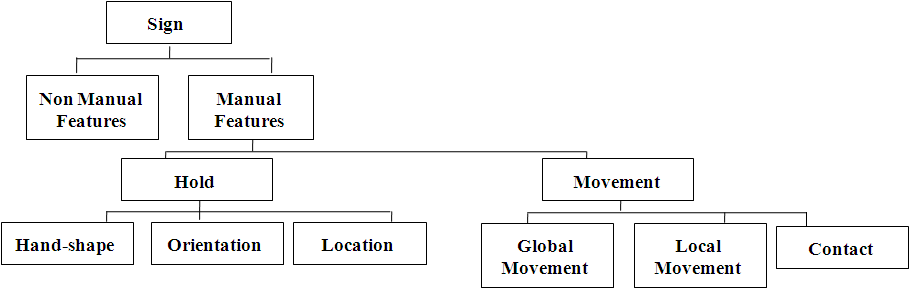 Sign
Non Manual
Features
Manual
Features
Hold
Movement
Hand-shape
Orientation
Location
Global
Movement
Local
Movement
Contact